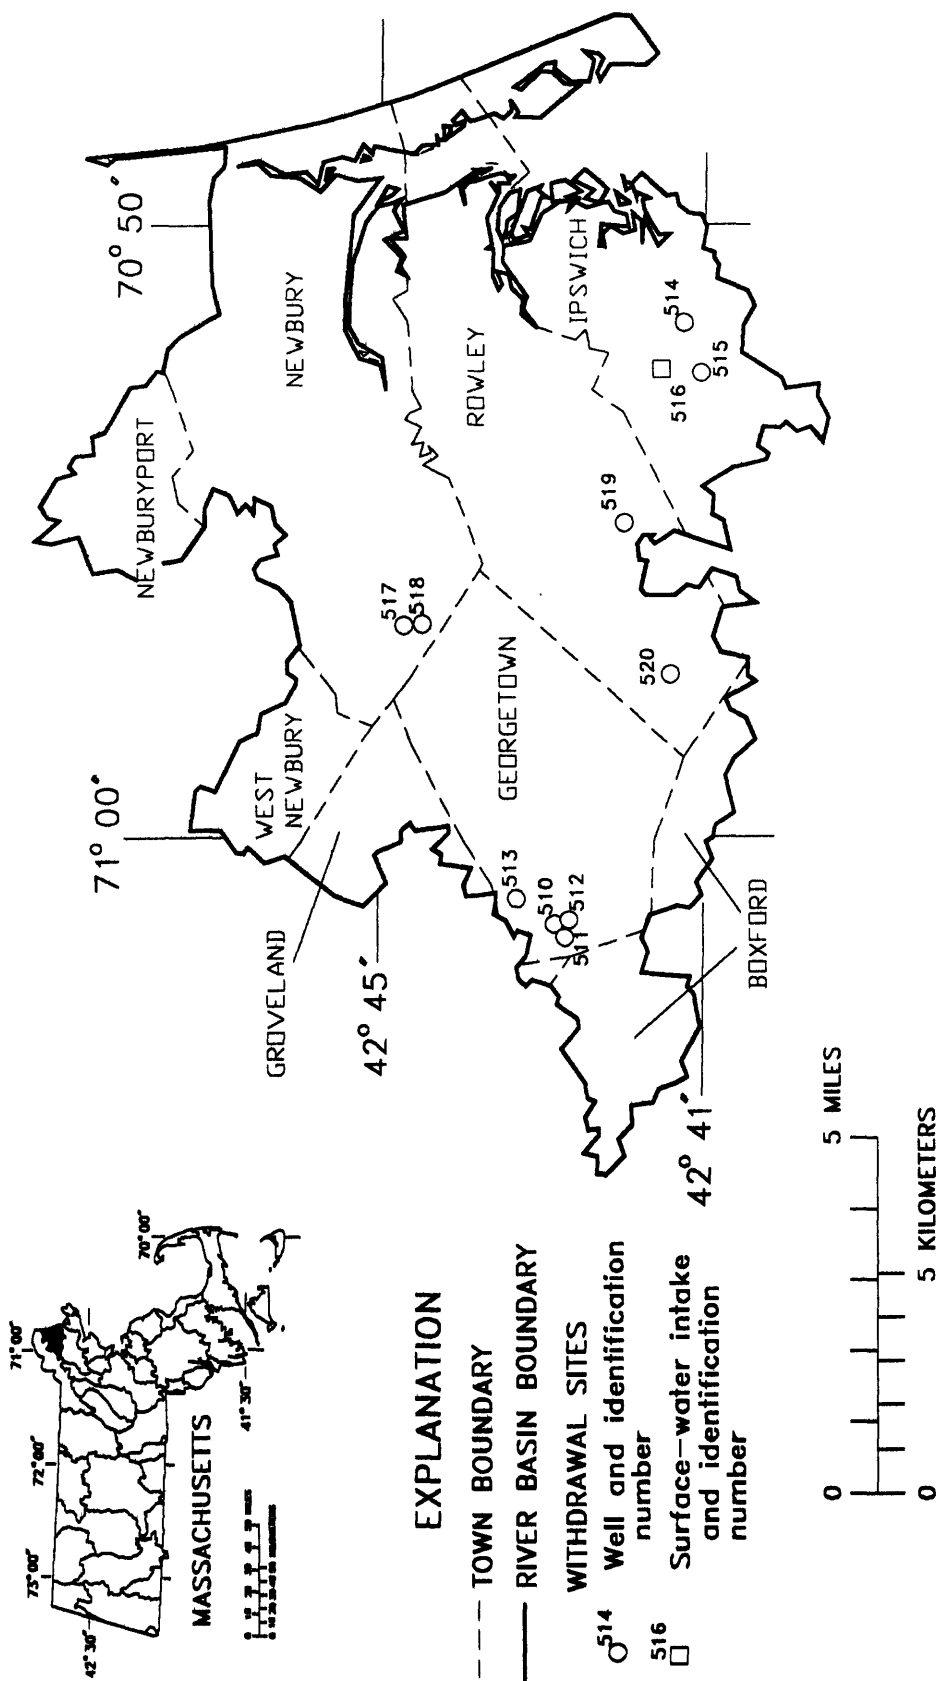 73°00'
72°00'
71°00'
70°00'
42°30'
41°30'
MASSACHUSETTS
EXPLANATION
TOWN BOUNDARY
RIVER BASIN BOUNDARY
WITHDRAWAL SITES
514
Well and identification
number
516
Surface-water intake
and identification
number
0
5 MILES
0
5 KILOMETERS
71° 00'
70° 50'
42° 45'
42° 41'
NEWBURYPORT
NEWBURY
WEST
NEWBURY
GROVELAND
GEORGETOWN
ROWLEY
IPSWICH
BOXFORD
517
518
513
510
512
511
520
519
516
515
514